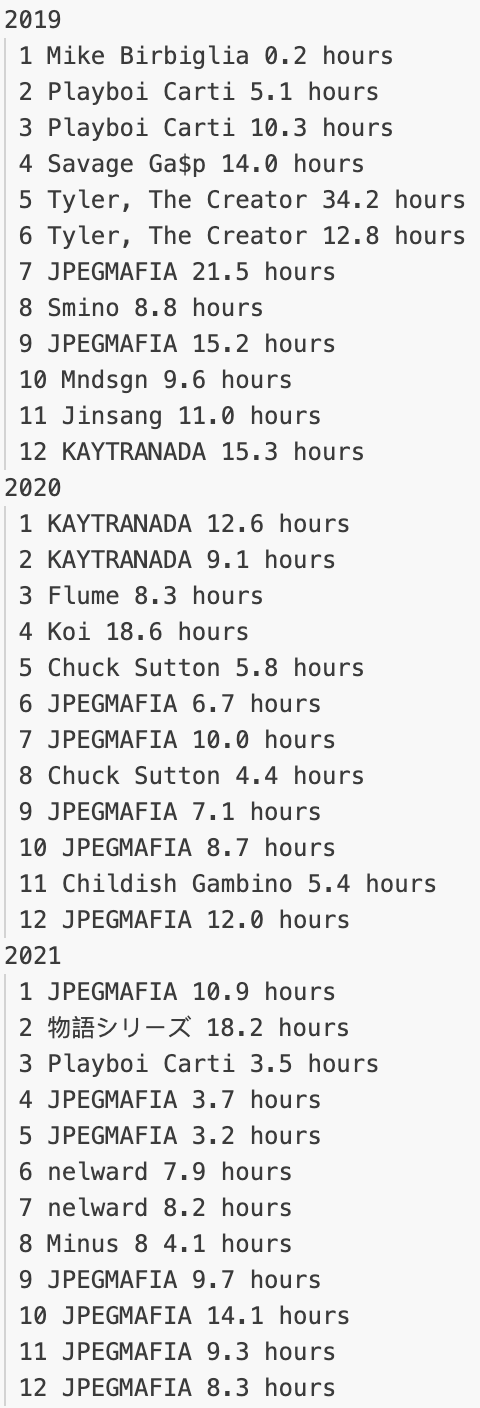 2019
1 Mike Birbiglia 0.2 hours
2 Playboi Carti 5.1 hours
3 Playboi Carti 10.3 hours
4 Savage Ga$p 14.0 hours
5 Tyler, The Creator 34.2 hours
6 Tyler, The Creator 12.8 hours
7 JPEGMAFIA 21.5 hours
8 Smino 8.8 hours
9 JPEGMAFIA 15.2 hours
10 Mndsgn 9.6 hours
11 Jinsang 11.0 hours
12 KAYTRANADA 15.3 hours
2020
1 KAYTRANADA 12.6 hours
2 KAYTRANADA 9.1 hours
3 Flume 8.3 hours
4 Koi 18.6 hours
5 Chuck Sutton 5.8 hours
6 JPEGMAFIA 6.7 hours
7 JPEGMAFIA 10.0 hours
8 Chuck Sutton 4.4 hours
9 JPEGMAFIA 7.1 hours
10 JPEGMAFIA 8.7 hours
11 Childish Gambino 5.4 hours
12 JPEGMAFIA 12.0 hours
2021
1 JPEGMAFIA 10.9 hours
2 物語シリーズ 18.2 hours
3 Playboi Carti 3.5 hours
4 JPEGMAFIA 3.7 hours
5 JPEGMAFIA 3.2 hours
6 nelward 7.9 hours
7 nelward 8.2 hours
8 Minus 8 4.1 hours
9 JPEGMAFIA 9.7 hours
10 JPEGMAFIA 14.1 hours
11 JPEGMAFIA 9.3 hours
12 JPEGMAFIA 8.3 hours